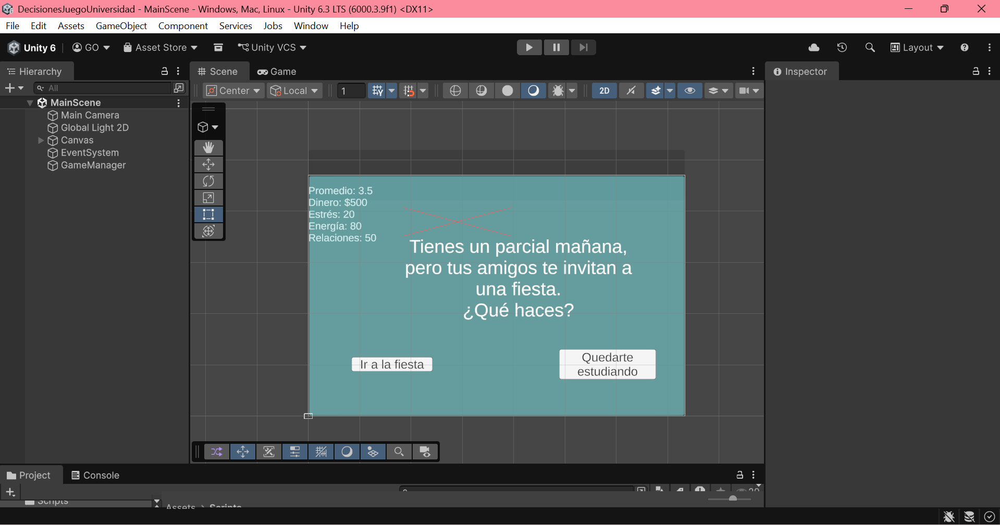 DecisionesJuegoUniversidad - MainScene - Windows, Mac, Linux - Unity 6.3 LTS (6000.3.9f1) <DX11>
File Edit Assets GameObject Component Services Jobs Window Help
Unity 6 GO Asset Store Unity VCS Layout
Hierarchy Scene Game Inspector
All Center Local 1 2D
MainScene
Main Camera
Global Light 2D
Canvas
EventSystem
GameManager
Promedio: 3.5
Dinero: $500
Estrés: 20
Energía: 80
Relaciones: 50
Tienes un parcial mañana,
pero tus amigos te invitan a
una fiesta.
¿Qué haces?
Ir a la fiesta
Quedarte
estudiando
Project Console
Scripts
Assets > Scripts